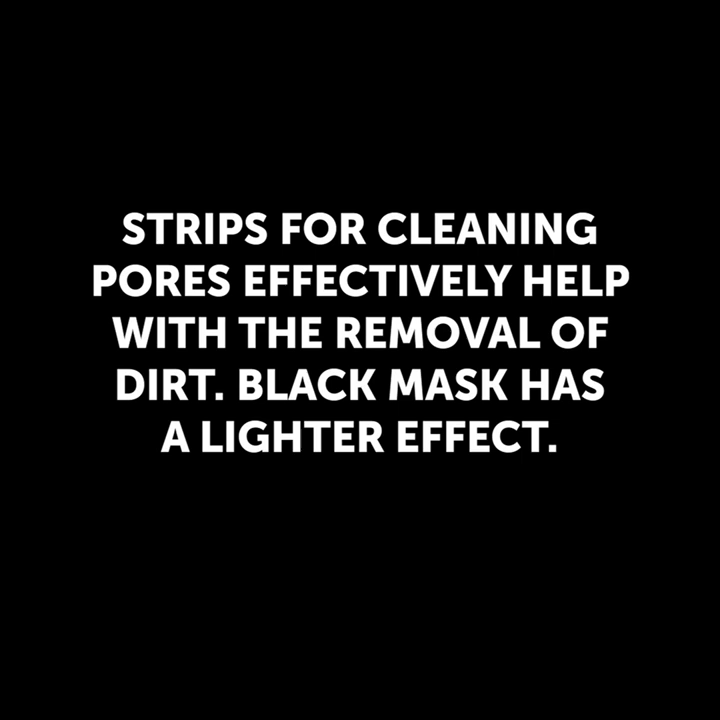 STRIPS FOR CLEANING
PORES EFFECTIVELY HELP
WITH THE REMOVAL OF
DIRT. BLACK MASK HAS
A LIGHTER EFFECT.